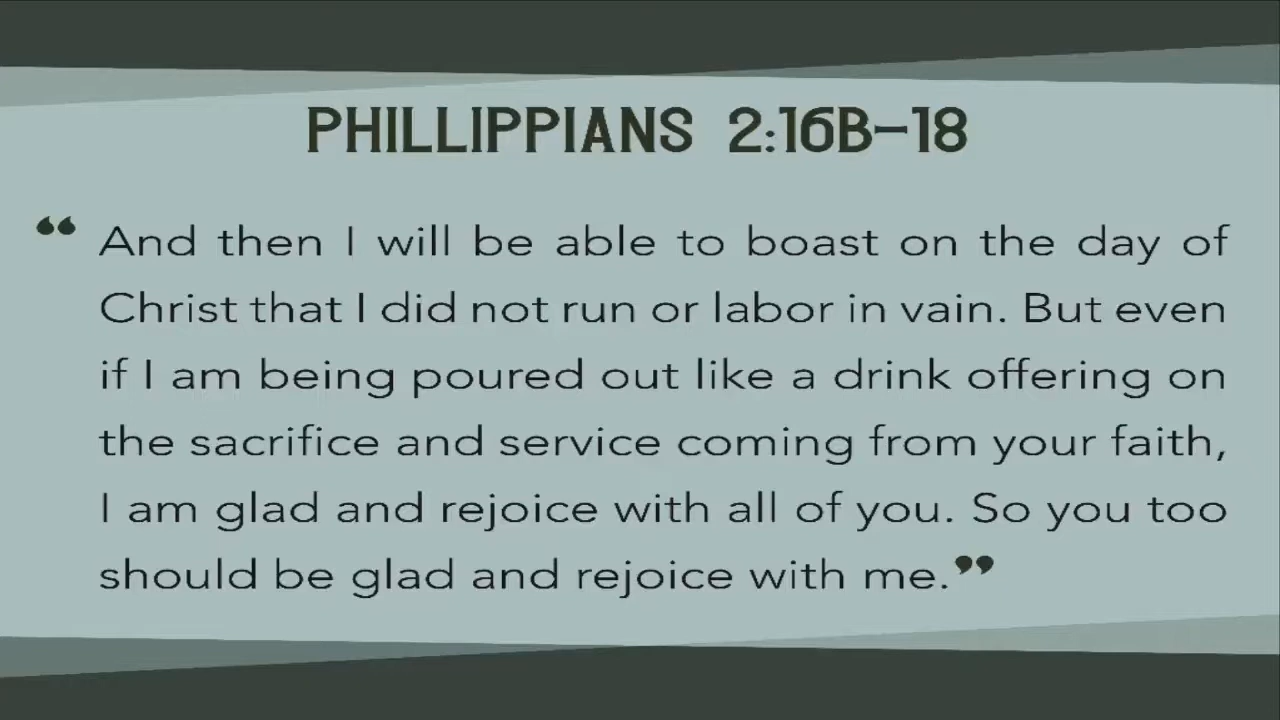 PHILLIPPIANS 2:16B–18
“And then I will be able to boast on the day of
Christ that I did not run or labor in vain. But even
if I am being poured out like a drink offering on
the sacrifice and service coming from your faith,
I am glad and rejoice with all of you. So you too
should be glad and rejoice with me.”